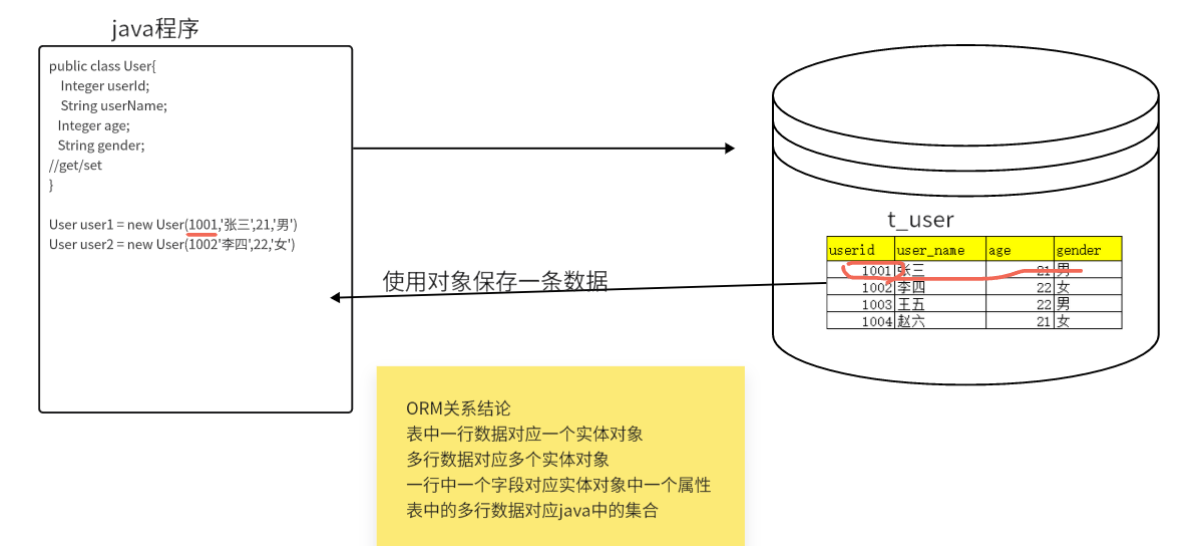 java程序
public class User{
Integer userId;
String userName;
Integer age;
String gender;
//get/set
}
User user1 = new User(1001,'张三',21,'男')
User user2 = new User(1002'李四',22,'女')
使用对象保存一条数据
t_user
userid user_name age gender
1001 张三 21 男
1002 李四 22 女
1003 王五 22 男
1004 赵六 21 女
ORM关系结论
表中一行数据对应一个实体对象
多行数据对应多个实体对象
一行中一个字段对应实体对象中一个属性
表中的多行数据对应java中的集合